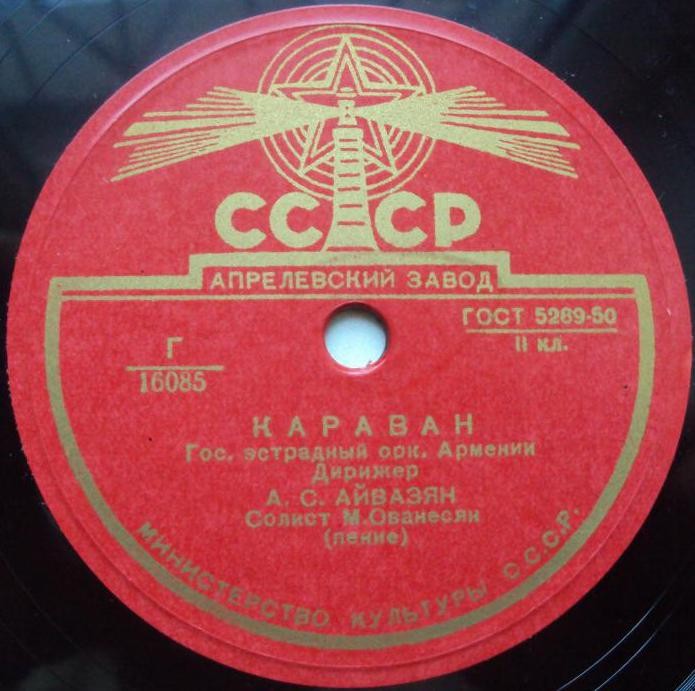 СССР
АПРЕЛЕВСКИЙ ЗАВОД
ГОСТ 5289-50
II кл.
Г
16085
КАРАВАН
Гос. эстрадный орк. Армении
Дирижер
А. С. АЙВАЗЯН
Солист М. Ованесян
(пение)
МИНИСТЕРСТВО КУЛЬТУРЫ С.С.С.Р.